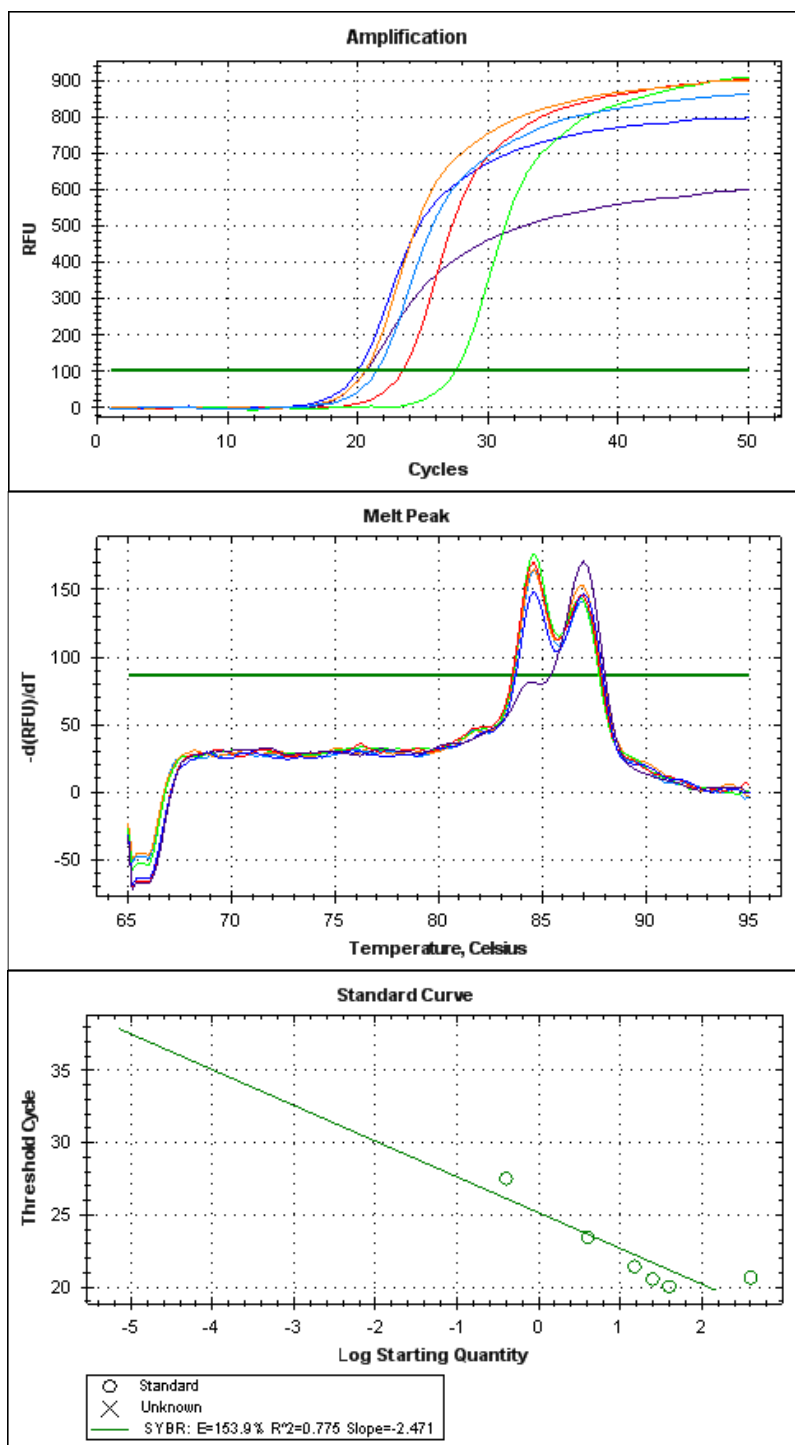 Amplification
900
800
700
600
500
400
300
200
100
0
RFU
0 10 20 30 40 50
Cycles
Melt Peak
150
100
50
0
-50
-d(RFU)/dT
65 70 75 80 85 90 95
Temperature, Celsius
Standard Curve
35
30
25
20
Threshold Cycle
-5 -4 -3 -2 -1 0 1 2
Log Starting Quantity
Standard
Unknown
SYBR: E=153.9% R^2=0.775 Slope=-2.471